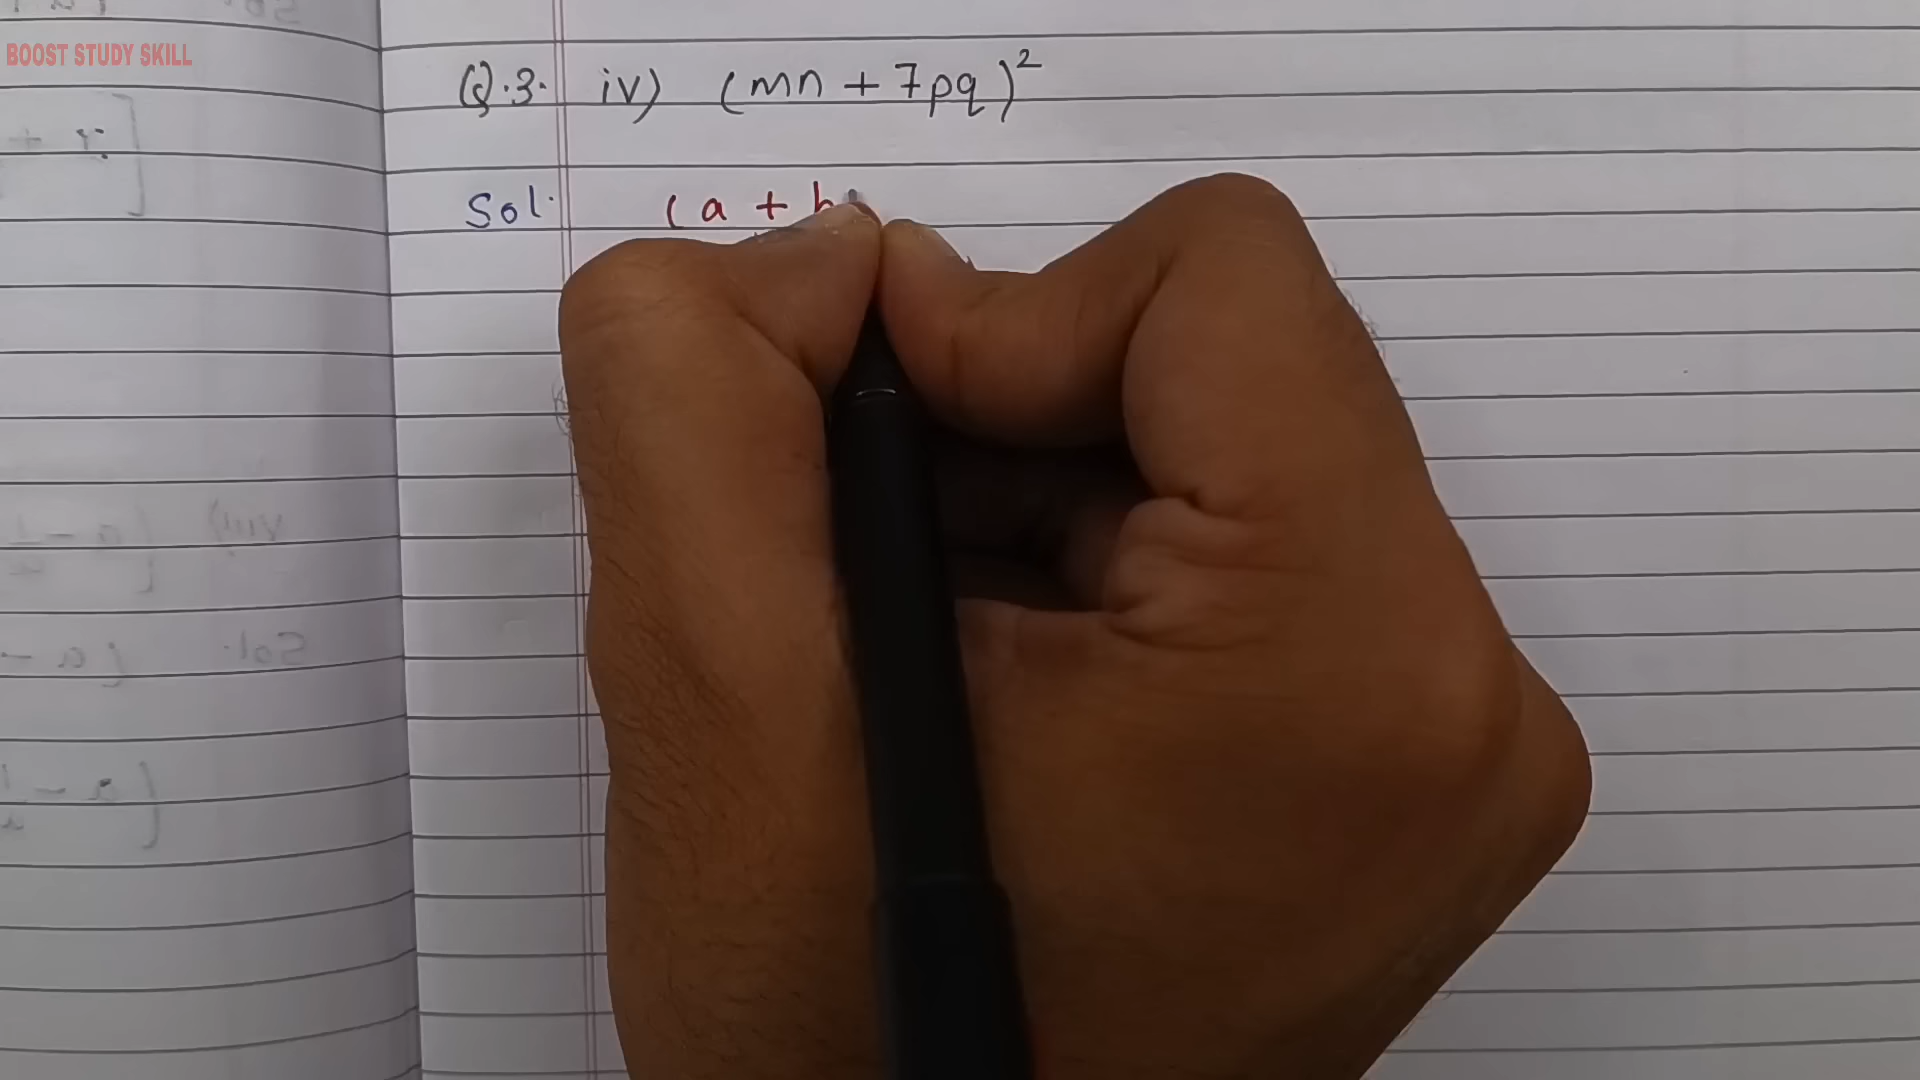 BOOST STUDY SKILL
Q.3. iv) (mn + 7pq)²
Sol. (a + b